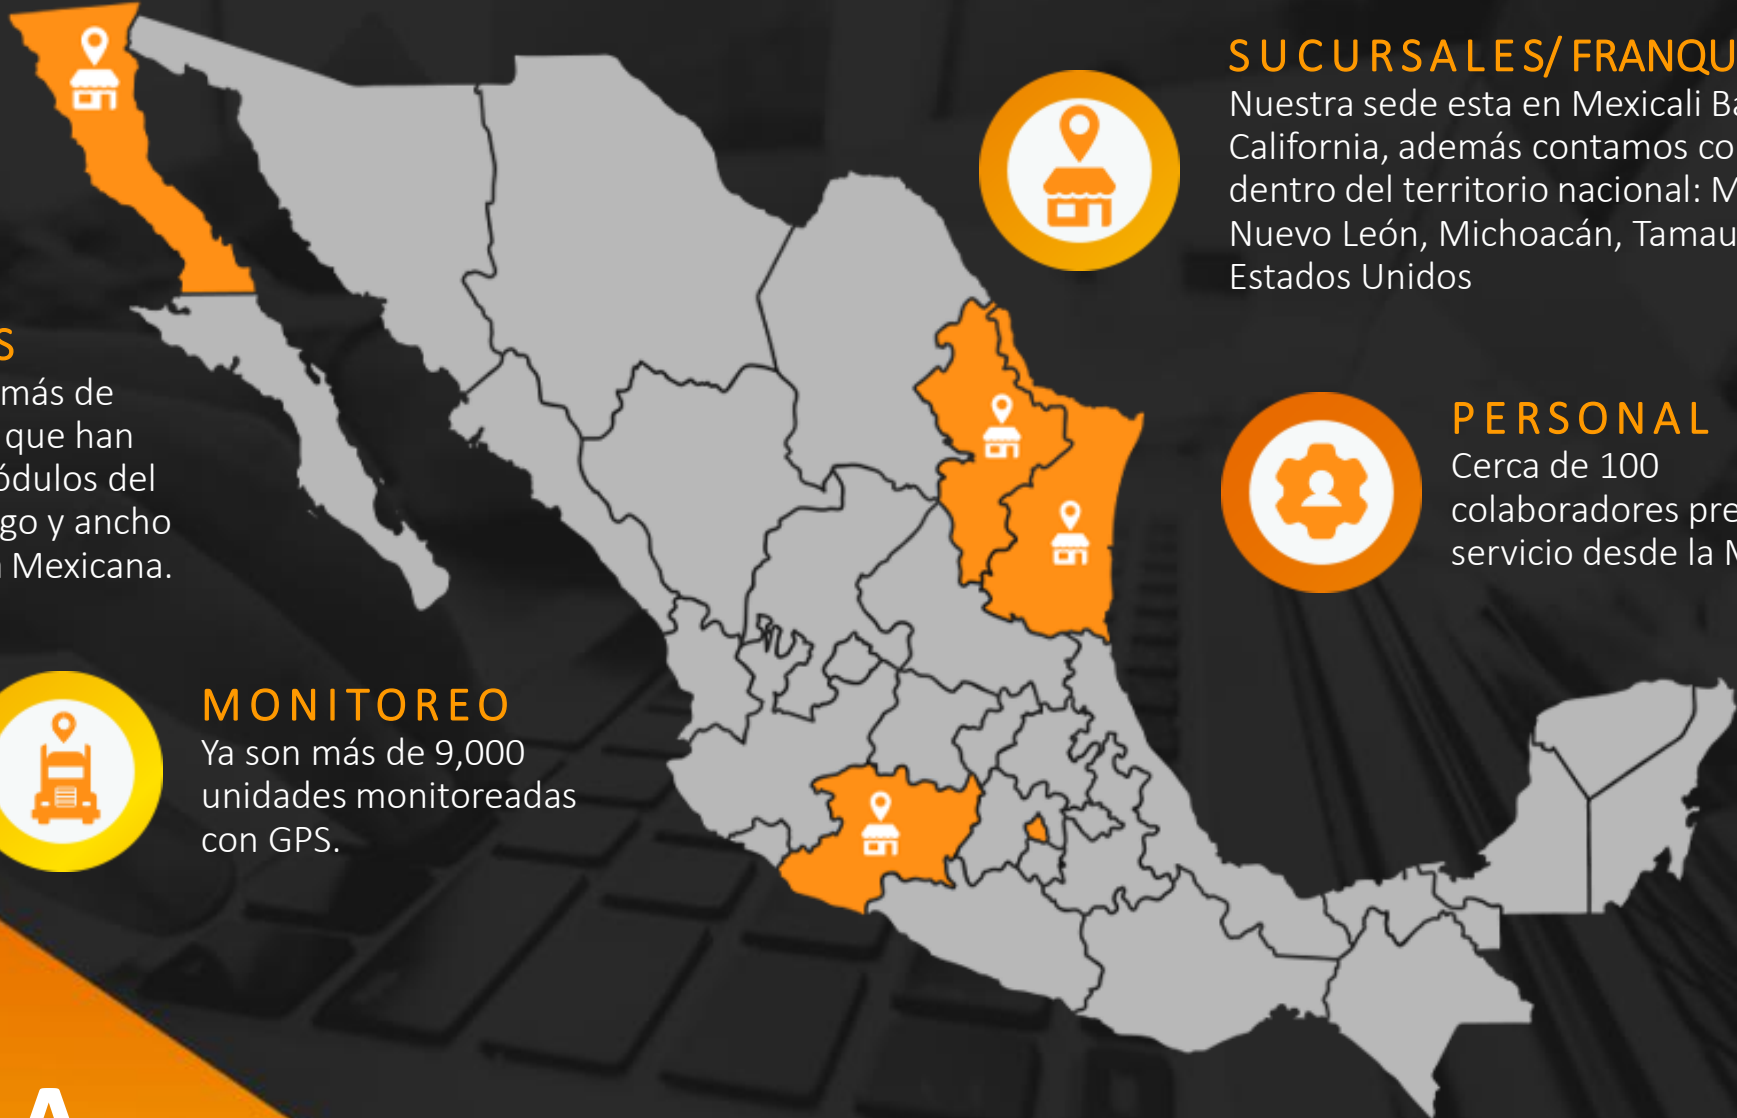 SUCURSALES/ FRANQU
Nuestra sede esta en Mexicali Ba
California, además contamos co
dentro del territorio nacional: M
Nuevo León, Michoacán, Tamau
Estados Unidos
S
más de
que han
ódulos del
go y ancho
Mexicana.
PERSONAL
Cerca de 100
colaboradores pre
servicio desde la M
MONITOREO
Ya son más de 9,000
unidades monitoreadas
con GPS.
A